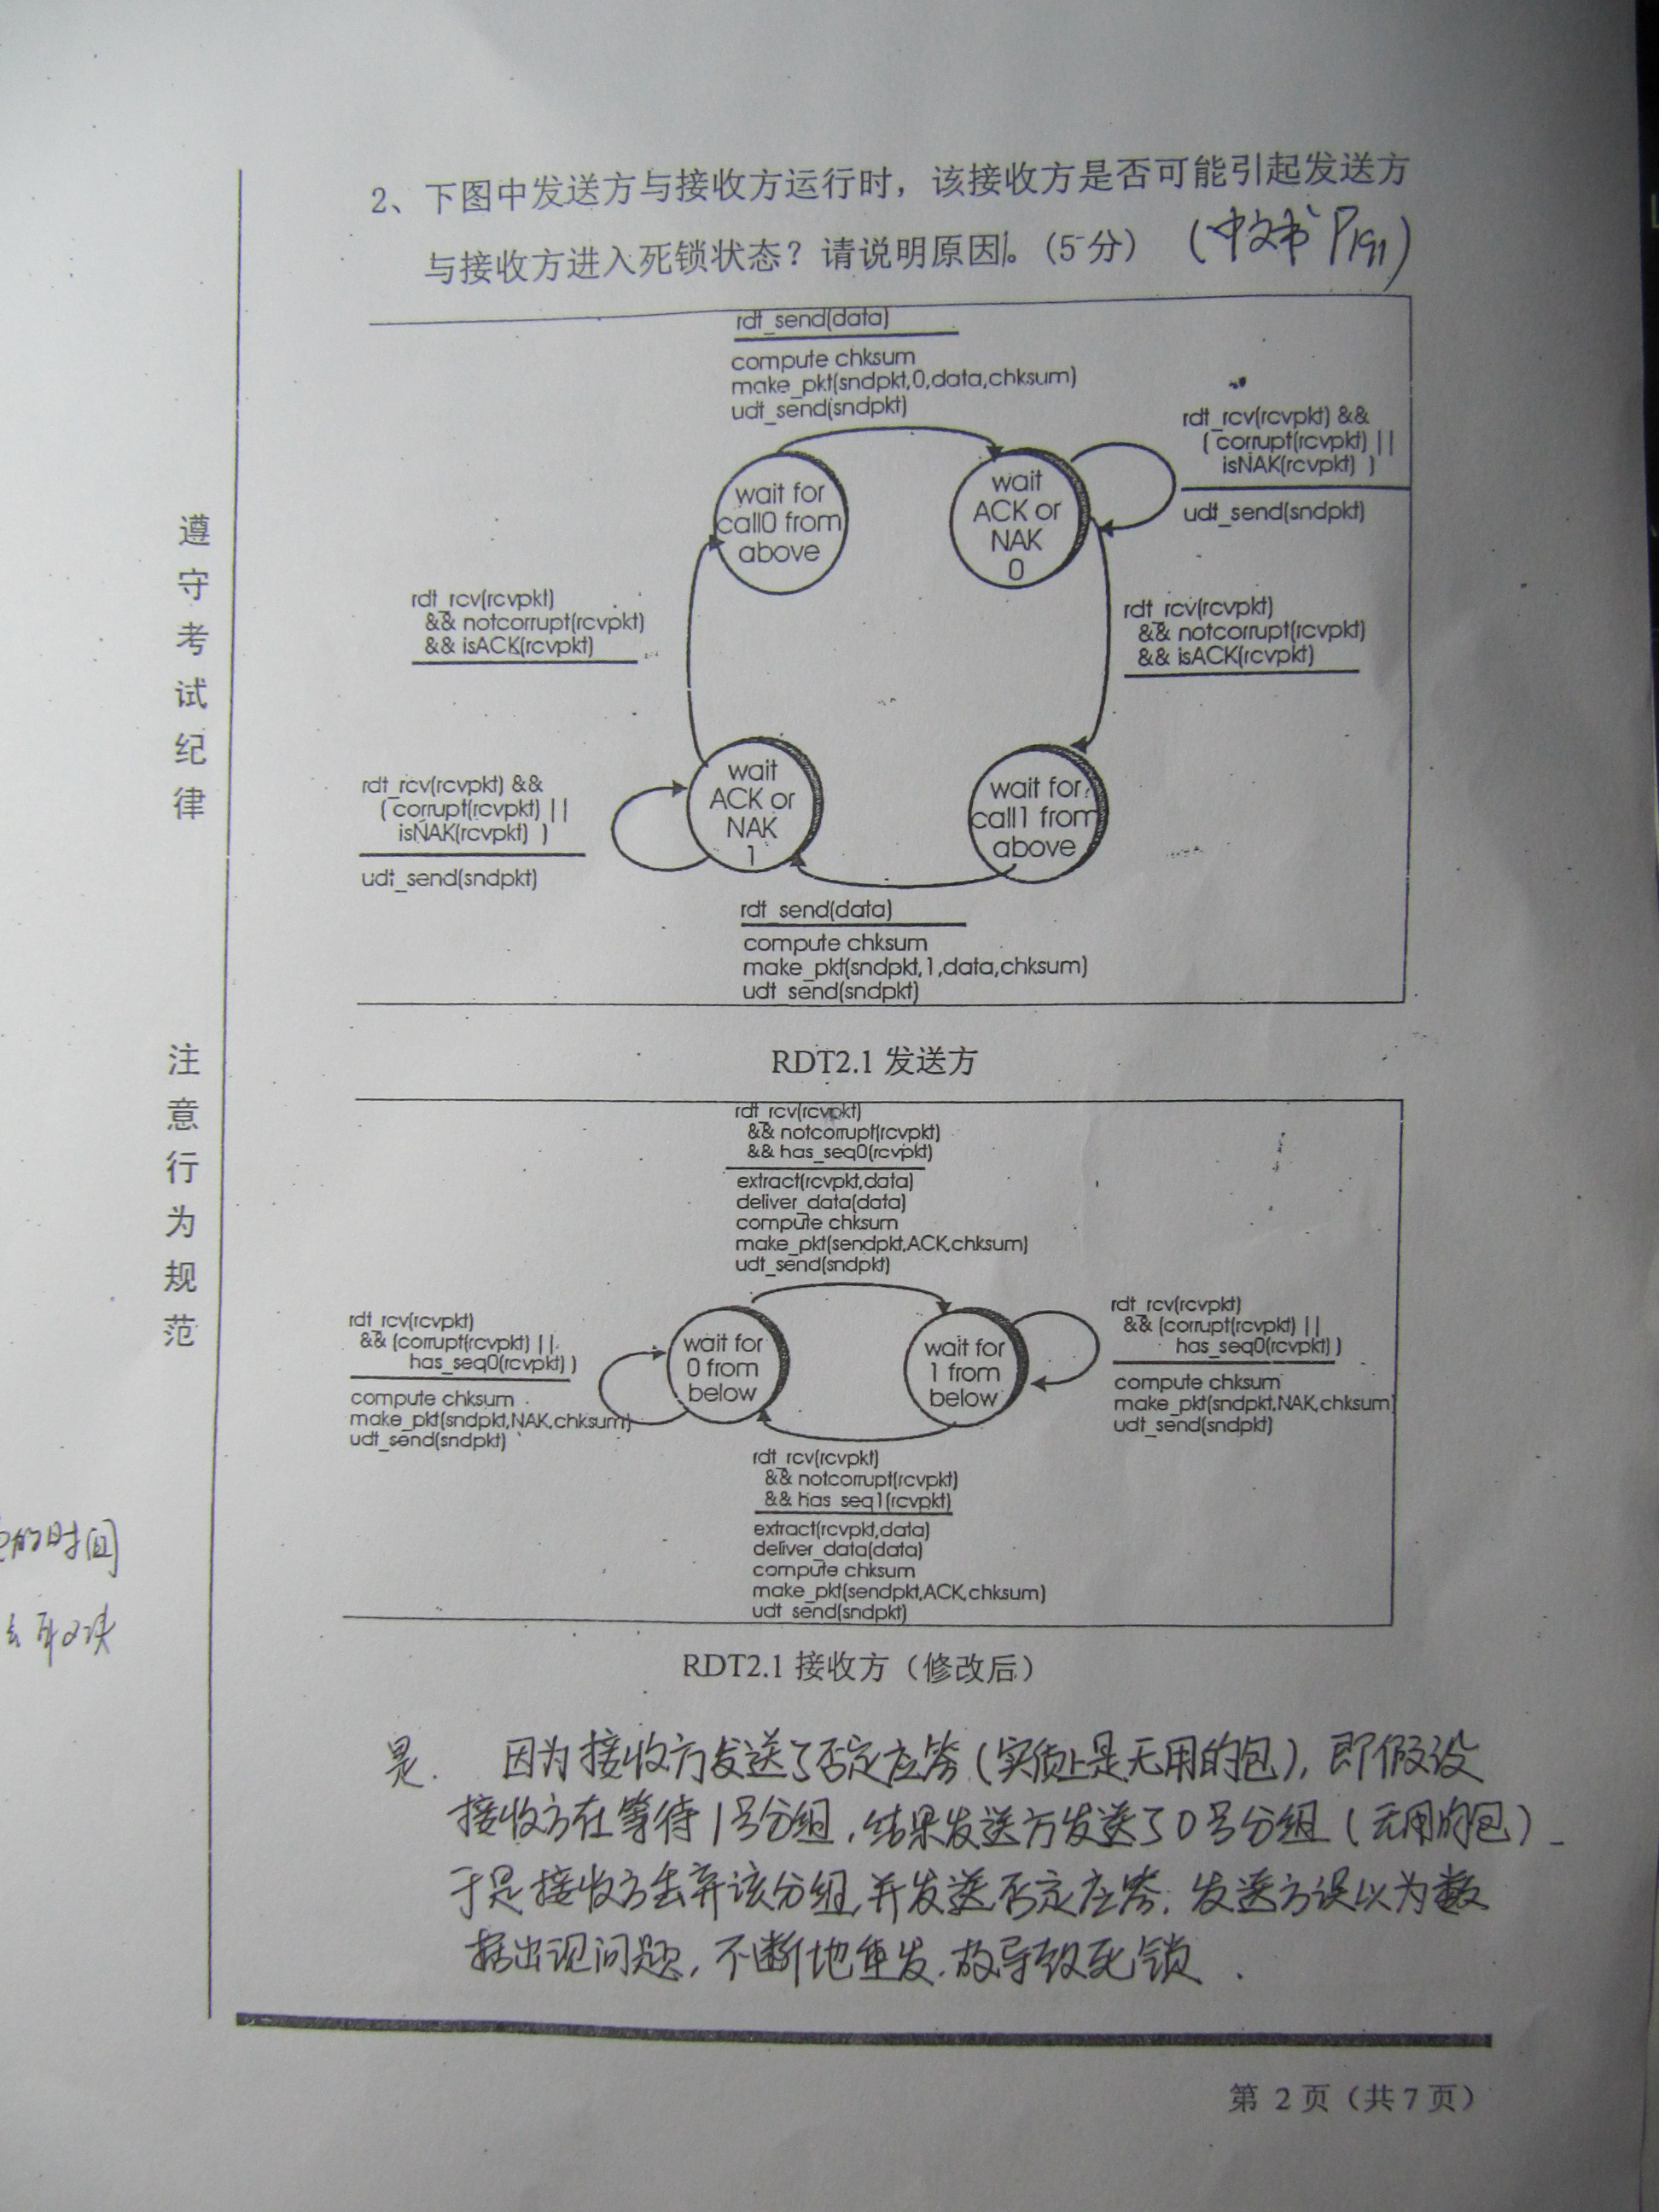 2、下图中发送方与接收方运行时，该接收方是否可能引起发送方
与接收方进入死锁状态？请说明原因。(5分) (中文书 P191)
rdt_send(data)
compute chksum
make_pkt(sndpkt,0,data,chksum)
udt_send(sndpkt)
rdt_rcv(rcvpkt) &&
( corrupt(rcvpkt) ||
isNAK(rcvpkt) )
udt_send(sndpkt)
wait for
call0 from
above
wait
ACK or
NAK
0
rdt_rcv(rcvpkt)
&& notcorrupt(rcvpkt)
&& isACK(rcvpkt)
rdt_rcv(rcvpkt)
&& notcorrupt(rcvpkt)
&& isACK(rcvpkt)
rdt_rcv(rcvpkt) &&
( corrupt(rcvpkt) ||
isNAK(rcvpkt) )
udt_send(sndpkt)
wait
ACK or
NAK
1
wait for
call1 from
above
rdt_send(data)
compute chksum
make_pkt(sndpkt,1,data,chksum)
udt_send(sndpkt)
RDT2.1 发送方
rdt_rcv(rcvpkt)
&& notcorrupt(rcvpkt)
&& has_seq0(rcvpkt)
extract(rcvpkt,data)
deliver_data(data)
compute chksum
make_pkt(sendpkt,ACK,chksum)
udt_send(sndpkt)
rdt_rcv(rcvpkt)
&& (corrupt(rcvpkt) ||
has_seq0(rcvpkt) )
compute chksum
make_pkt(sndpkt,NAK,chksum)
udt_send(sndpkt)
wait for
0 from
below
wait for
1 from
below
rdt_rcv(rcvpkt)
&& (corrupt(rcvpkt) ||
has_seq0(rcvpkt) )
compute chksum
make_pkt(sndpkt,NAK,chksum)
udt_send(sndpkt)
rdt_rcv(rcvpkt)
&& notcorrupt(rcvpkt)
&& has_seq1(rcvpkt)
extract(rcvpkt,data)
deliver_data(data)
compute chksum
make_pkt(sendpkt,ACK,chksum)
udt_send(sndpkt)
RDT2.1 接收方（修改后）
是. 因为接收方发送了否定应答(实质上是无用的包), 即假设
接收方在等待1号分组, 结果发送方发送了0号分组(无用的包)
于是接收方丢弃该分组,并发送否定应答. 发送方误以为数
据出现问题, 不断地重发. 故导致死锁.
第 2 页（共 7 页）
遵守考试纪律
注意行为规范
的时间